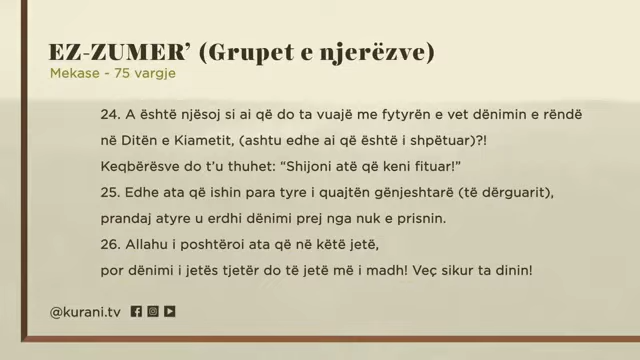 EZ-ZUMER’ (Grupet e njerëzve)
Mekase - 75 vargje
24. A është njësoj si ai që do ta vuajë me fytyrën e vet dënimin e rëndë
në Ditën e Kiametit, (ashtu edhe ai që është i shpëtuar)?!
Keqbërësve do t’u thuhet: “Shijoni atë që keni fituar!”
25. Edhe ata që ishin para tyre i quajtën gënjeshtarë (të dërguarit),
prandaj atyre u erdhi dënimi prej nga nuk e prisnin.
26. Allahu i poshtëroi ata që në këtë jetë,
por dënimi i jetës tjetër do të jetë më i madh! Veç sikur ta dinin!
@kurani.tv